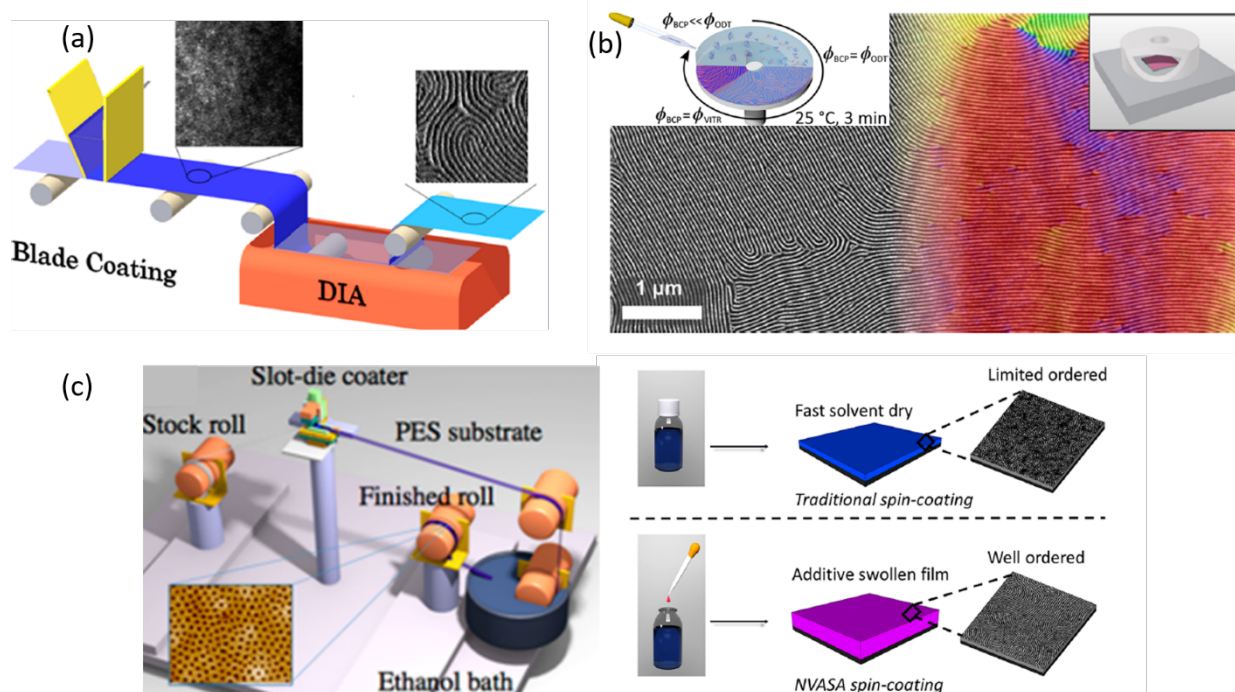 (a)
Blade Coating
DIA
(b)
ϕBCP<<ϕODT
ϕBCP=ϕODT
ϕBCP=ϕVITR
25 °C, 3 min
1 μm
(c)
Slot-die coater
Stock roll
PES substrate
Finished roll
Ethanol bath
Limited ordered
Fast solvent dry
Traditional spin-coating
Well ordered
Additive swollen film
NVASA spin-coating